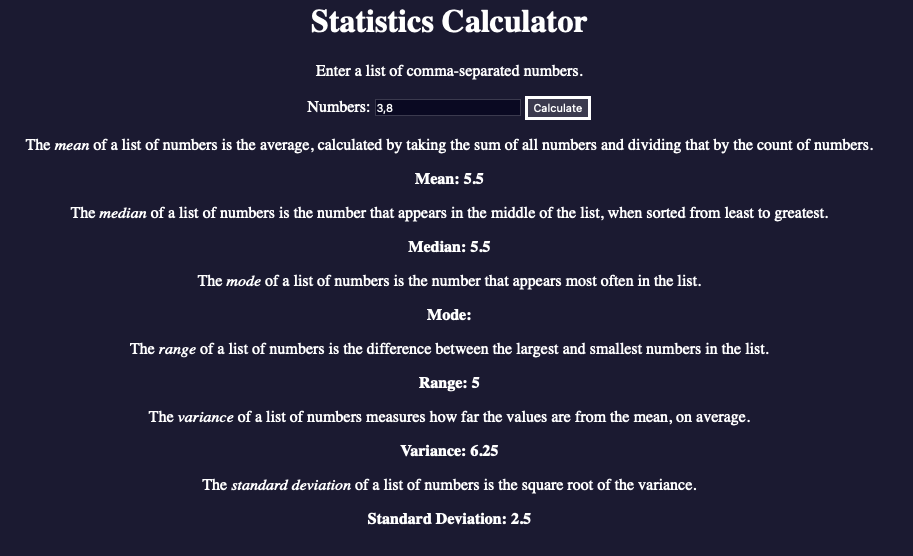 Statistics Calculator
Enter a list of comma-separated numbers.
Numbers: 3,8 Calculate
The mean of a list of numbers is the average, calculated by taking the sum of all numbers and dividing that by the count of numbers.
Mean: 5.5
The median of a list of numbers is the number that appears in the middle of the list, when sorted from least to greatest.
Median: 5.5
The mode of a list of numbers is the number that appears most often in the list.
Mode:
The range of a list of numbers is the difference between the largest and smallest numbers in the list.
Range: 5
The variance of a list of numbers measures how far the values are from the mean, on average.
Variance: 6.25
The standard deviation of a list of numbers is the square root of the variance.
Standard Deviation: 2.5